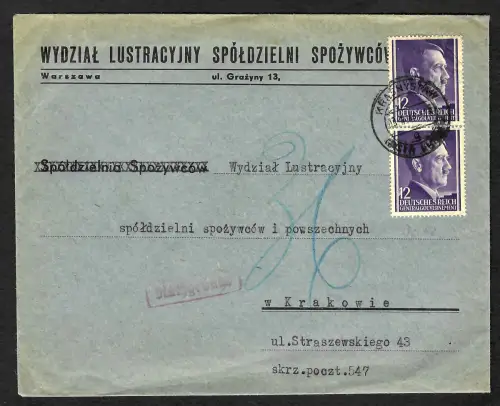 WYDZIAŁ LUSTRACYJNY SPÓŁDZIELNI SPOŻYWCÓW
Warszawa ul. Grażyny 13,
12
DEUTSCHES REICH
GENERALGOUVERNEMENT
12
DEUTSCHES REICH
GENERALGOUVERNEMENT
Spółdzielnia Spożywców Wydział Lustracyjny
spółdzielni spożywców i powszechnych
w Krakowie
ul.Straszewskiego 43
skrz.poczt.547